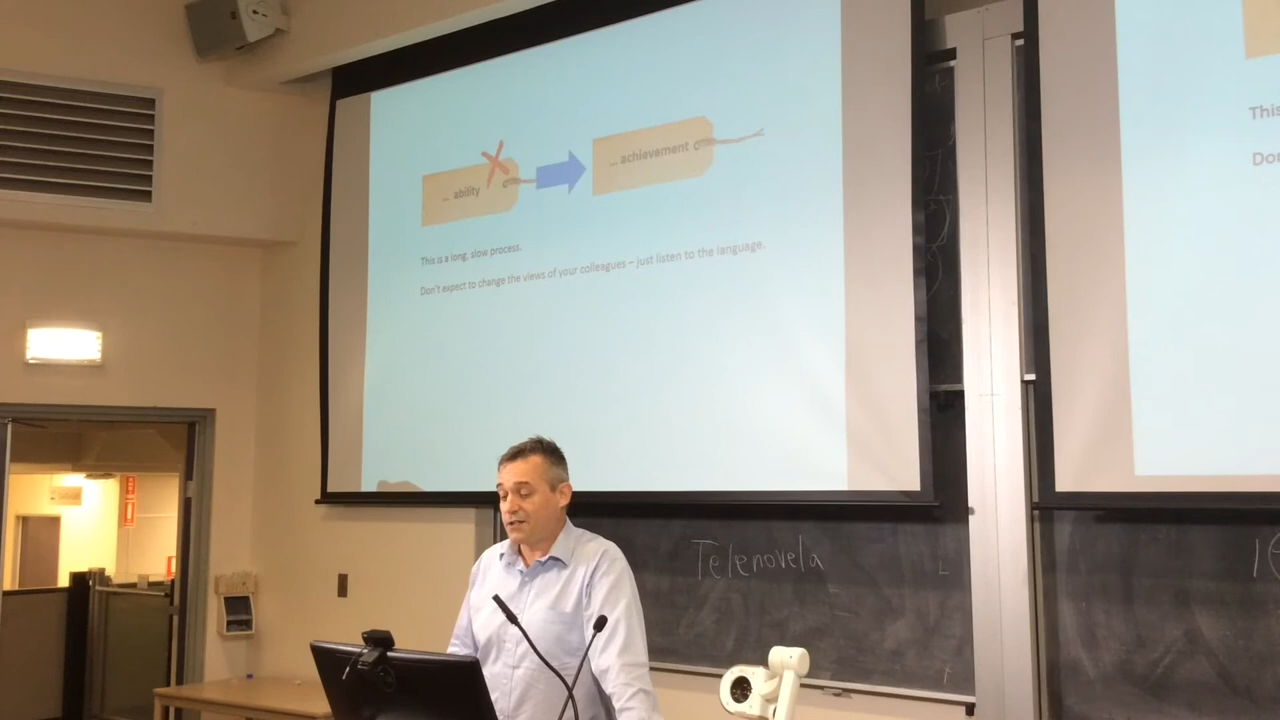 ... ability
... achievement
This is a long, slow process.
Don't expect to change the views of your colleagues – just listen to the language.
This
Telenovela